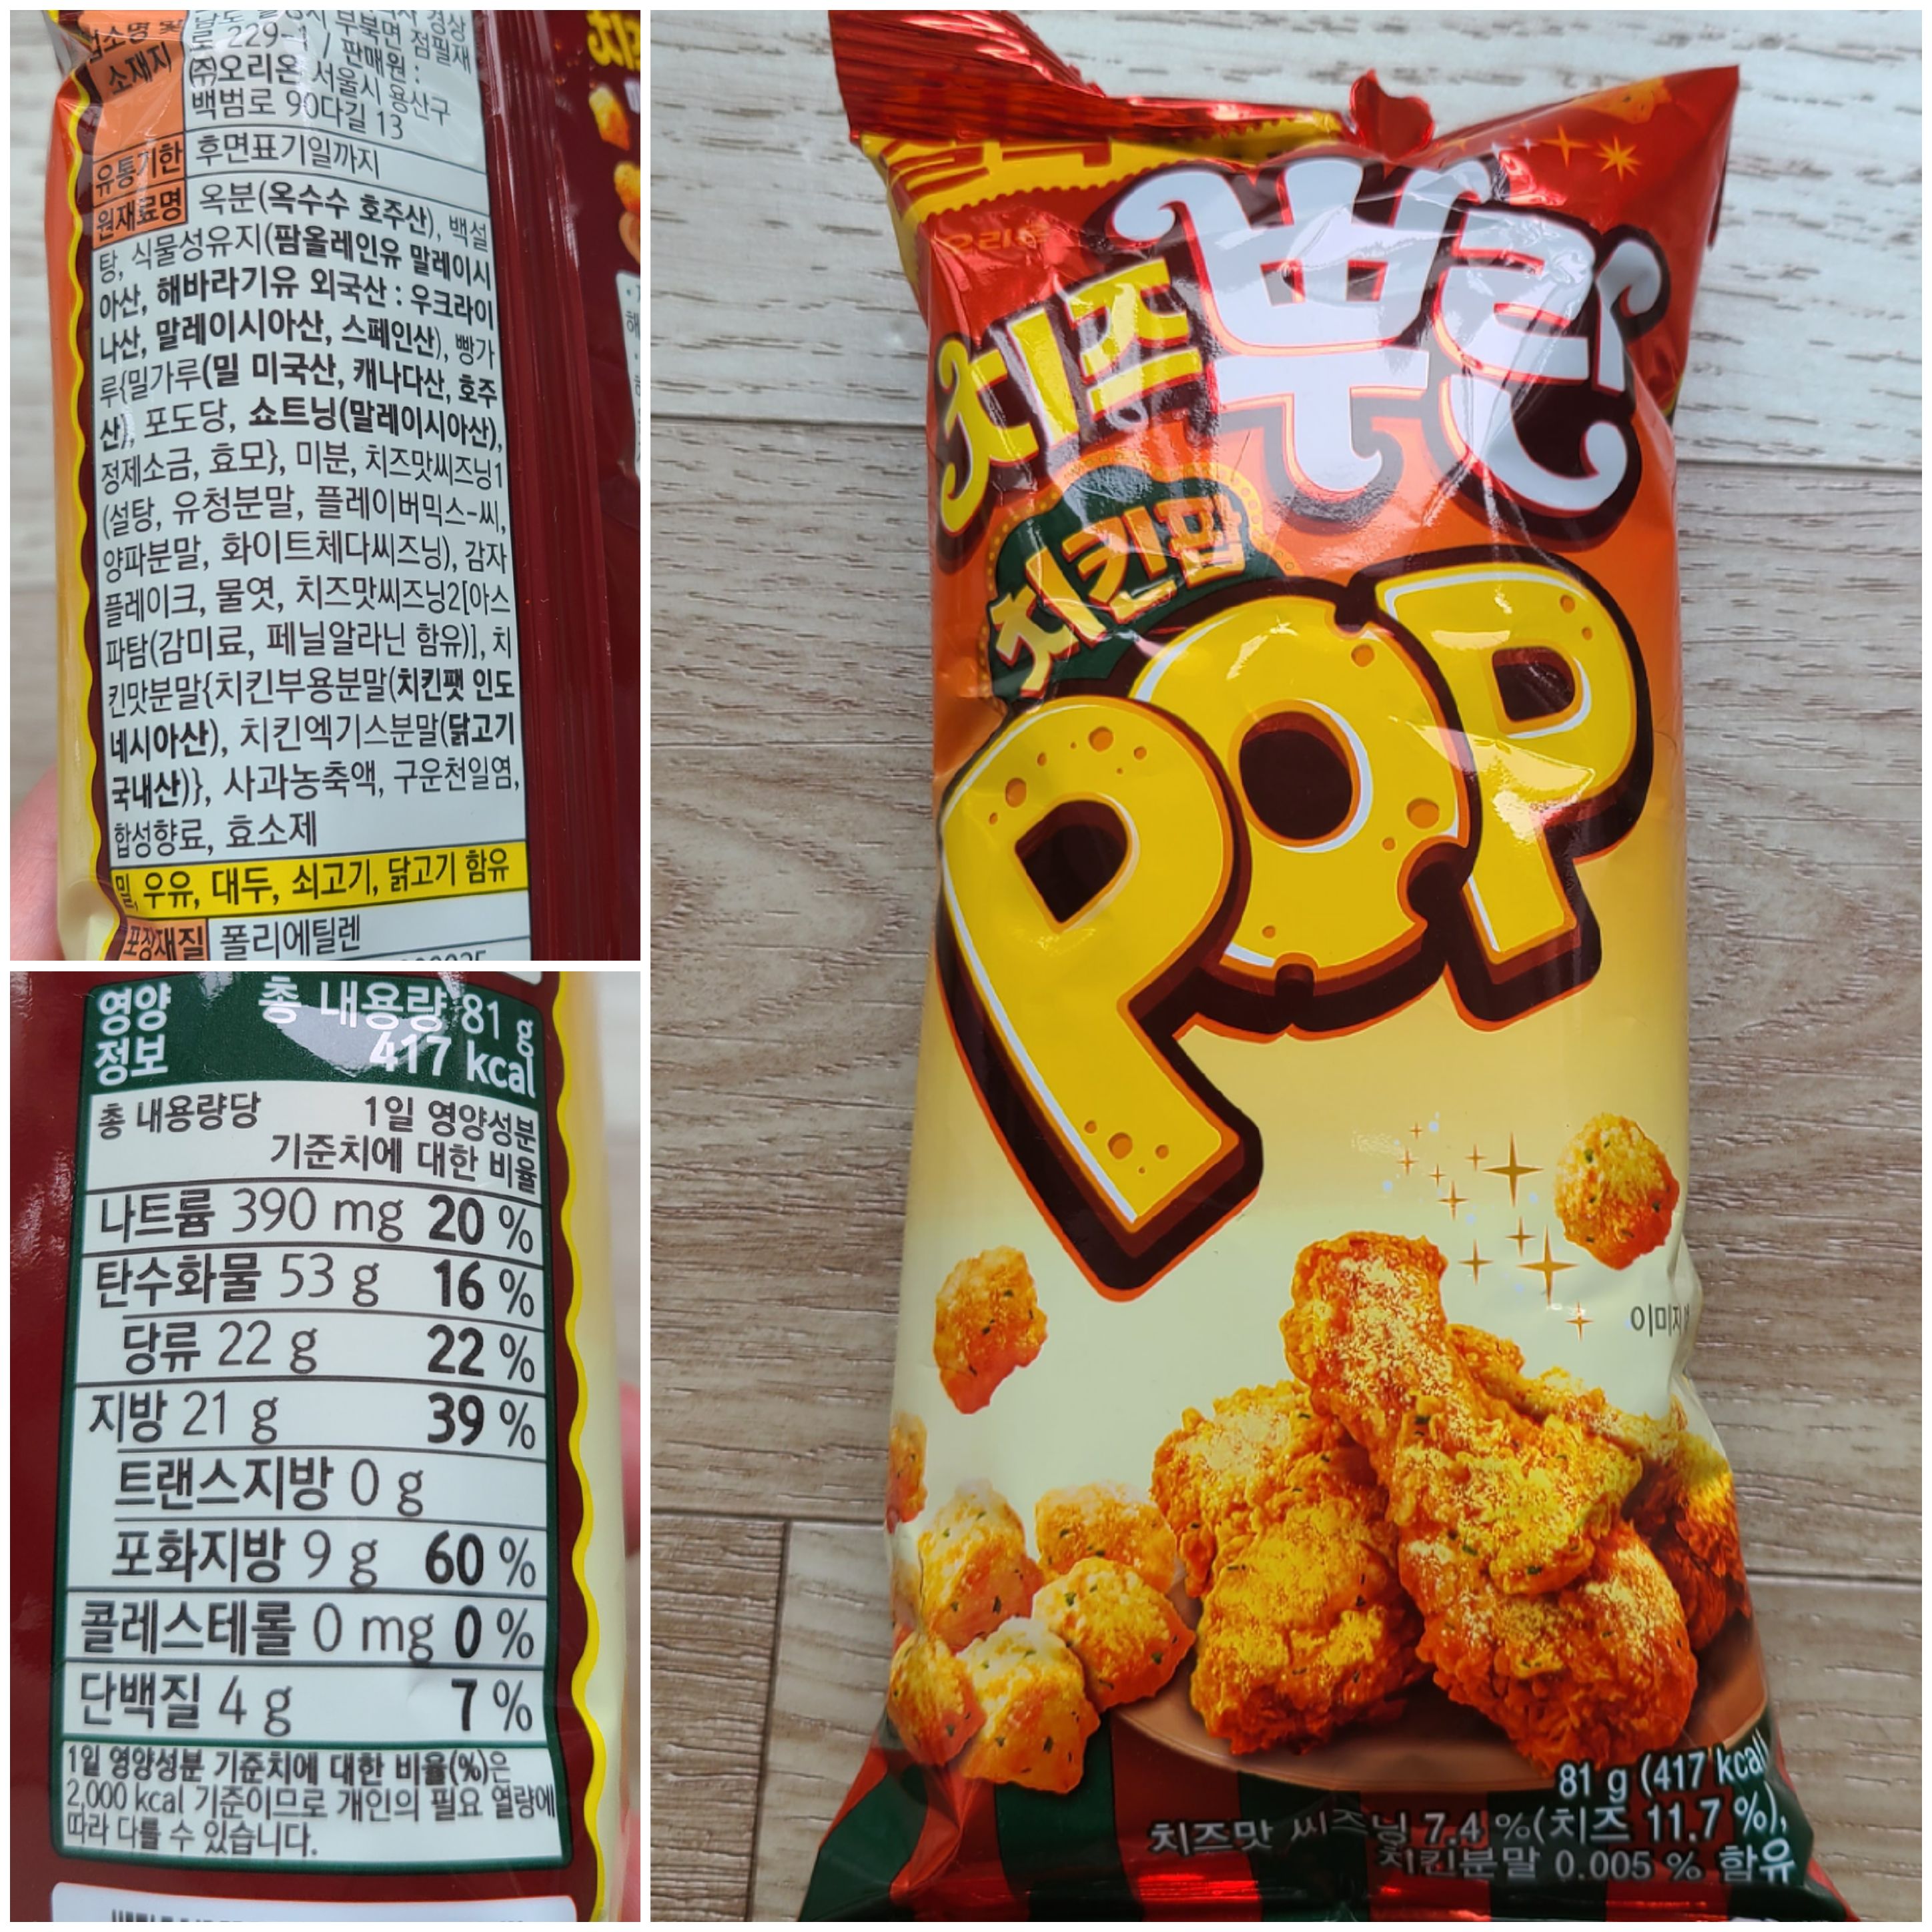 소재지
로 229-1 / 판매원 :
㈜오리온 서울시 용산구
백범로 90다길 13
유통기한 후면표기일까지
원재료명 옥분(옥수수 호주산), 백설
탕, 식물성유지(팜올레인유 말레이시
아산, 해바라기유 외국산 : 우크라이
나산, 말레이시아산, 스페인산), 빵가
루{밀가루(밀 미국산, 캐나다산, 호주
산), 포도당, 쇼트닝(말레이시아산),
정제소금, 효모}, 미분, 치즈맛씨즈닝1
(설탕, 유청분말, 플레이버믹스-씨,
양파분말, 화이트체다씨즈닝), 감자
플레이크, 물엿, 치즈맛씨즈닝2[아스
파탐(감미료, 페닐알라닌 함유)], 치
킨맛분말{치킨부용분말(치킨팻 인도
네시아산), 치킨엑기스분말(닭고기
국내산)}, 사과농축액, 구운천일염,
합성향료, 효소제
밀, 우유, 대두, 쇠고기, 닭고기 함유
포장재질 폴리에틸렌
영양 총 내용량 81 g
정보 417 kcal
총 내용량당 1일 영양성분
기준치에 대한 비율
나트륨 390 mg 20 %
탄수화물 53 g 16 %
당류 22 g 22 %
지방 21 g 39 %
트랜스지방 0 g
포화지방 9 g 60 %
콜레스테롤 0 mg 0 %
단백질 4 g 7 %
1일 영양성분 기준치에 대한 비율(%)은
2,000 kcal 기준이므로 개인의 필요 열량에
따라 다를 수 있습니다.
오리온
치즈뿌린
치킨팝
POP
81 g (417 kcal)
치즈맛 씨즈닝 7.4 %(치즈 11.7 %),
치킨분말 0.005 % 함유